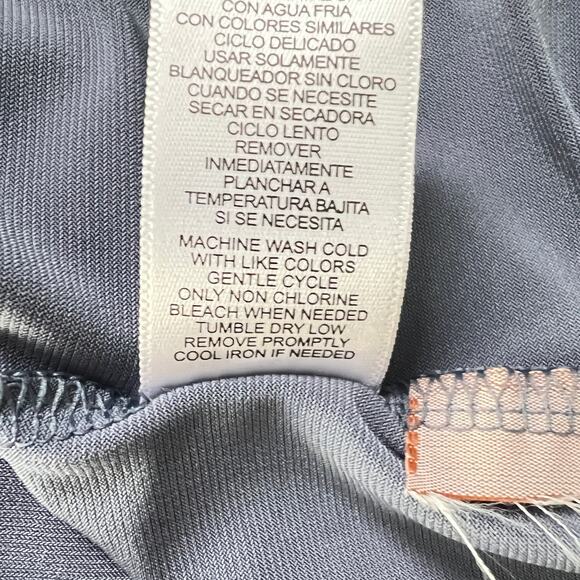 CON AGUA FRIA
CON COLORES SIMILARES
CICLO DELICADO
USAR SOLAMENTE
BLANQUEADOR SIN CLORO
CUANDO SE NECESITE
SECAR EN SECADORA
CICLO LENTO
REMOVER
INMEDIATAMENTE
PLANCHAR A
TEMPERATURA BAJITA
SI SE NECESITA
MACHINE WASH COLD
WITH LIKE COLORS
GENTLE CYCLE
ONLY NON CHLORINE
BLEACH WHEN NEEDED
TUMBLE DRY LOW
REMOVE PROMPTLY
COOL IRON IF NEEDED